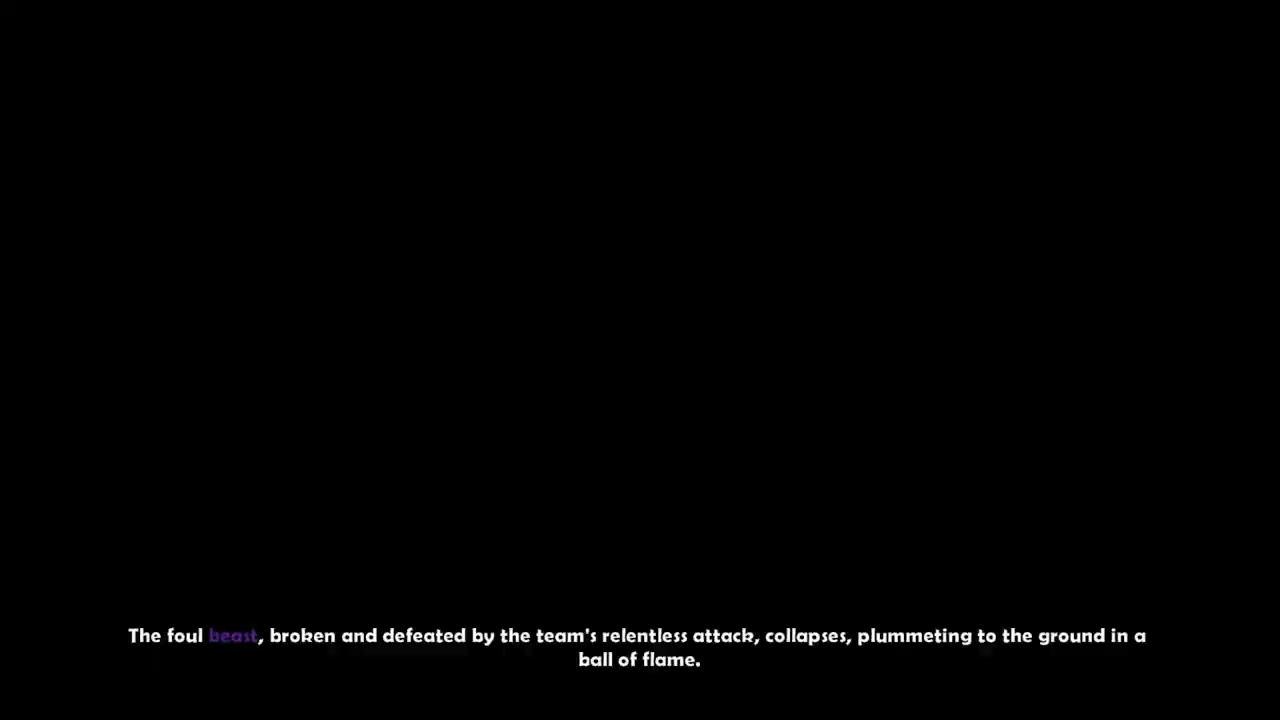 The foul beast, broken and defeated by the team's relentless attack, collapses, plummeting to the ground in a
ball of flame.